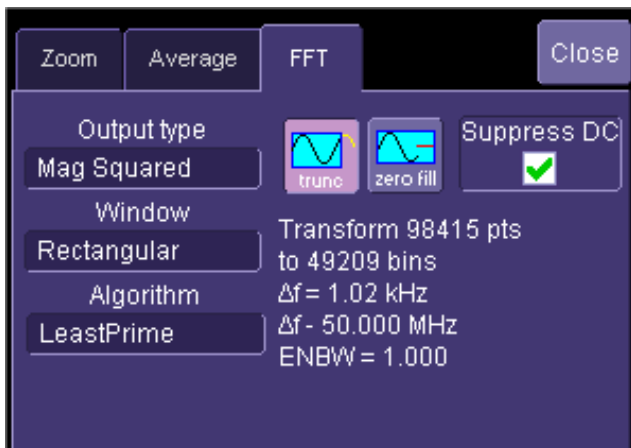 Zoom
Average
FFT
Close
Output type
Mag Squared
trunc
zero fill
Suppress DC
Window
Rectangular
Algorithm
LeastPrime
Transform 98415 pts
to 49209 bins
Δf = 1.02 kHz
Δf - 50.000 MHz
ENBW = 1.000